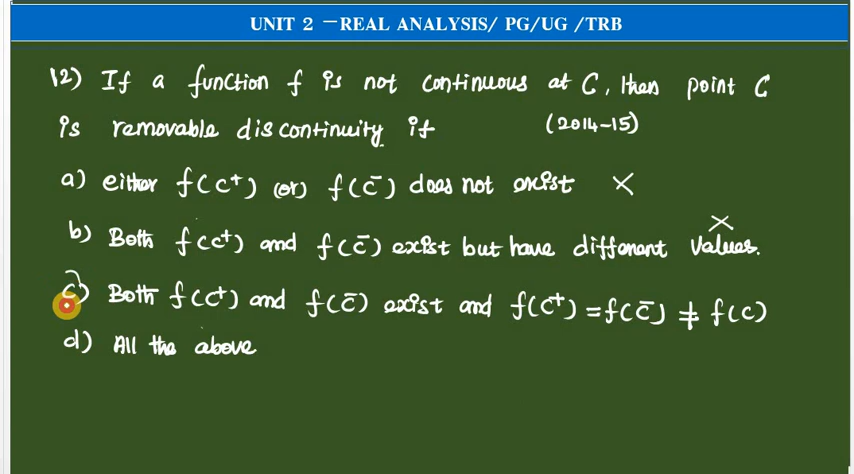 UNIT 2 – REAL ANALYSIS/ PG/UG /TRB
12) If a function f is not continuous at C, then point C
is removable discontinuity if (2014-15)
a) either f(c⁺) (or) f(c⁻) does not exist ×
b) Both f(c⁺) and f(c⁻) exist but have different values. ×
c) Both f(c⁺) and f(c⁻) exist and f(c⁺) = f(c⁻) ≠ f(c)
d) All the above